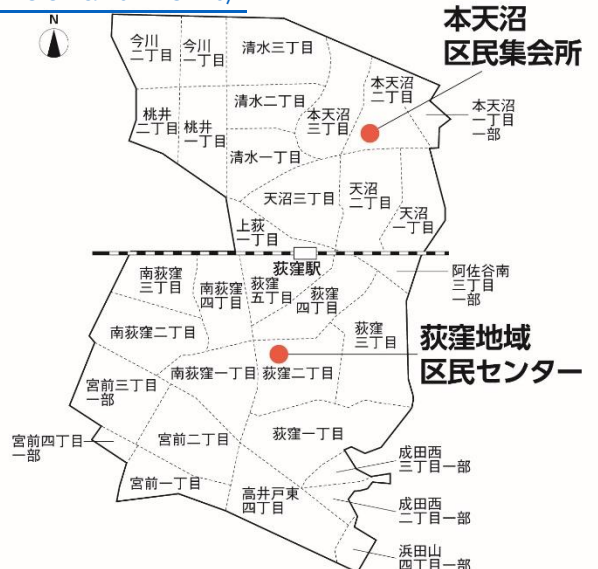 N
本天沼
区民集会所
今川
二丁目
今川
一丁目
清水三丁目
本天沼
二丁目
清水二丁目
本天沼
三丁目
本天沼
一丁目
一部
桃井
二丁目
桃井
一丁目
清水一丁目
天沼三丁目
天沼
二丁目
天沼
一丁目
上荻
一丁目
荻窪駅
南荻窪
三丁目
南荻窪
四丁目
荻窪
五丁目
荻窪
四丁目
阿佐谷南
三丁目
一部
南荻窪二丁目
荻窪
三丁目
荻窪地域
区民センター
南荻窪一丁目
荻窪二丁目
宮前三丁目
一部
宮前四丁目
一部
宮前二丁目
荻窪一丁目
成田西
三丁目一部
宮前一丁目
高井戸東
四丁目
成田西
二丁目一部
浜田山
四丁目一部